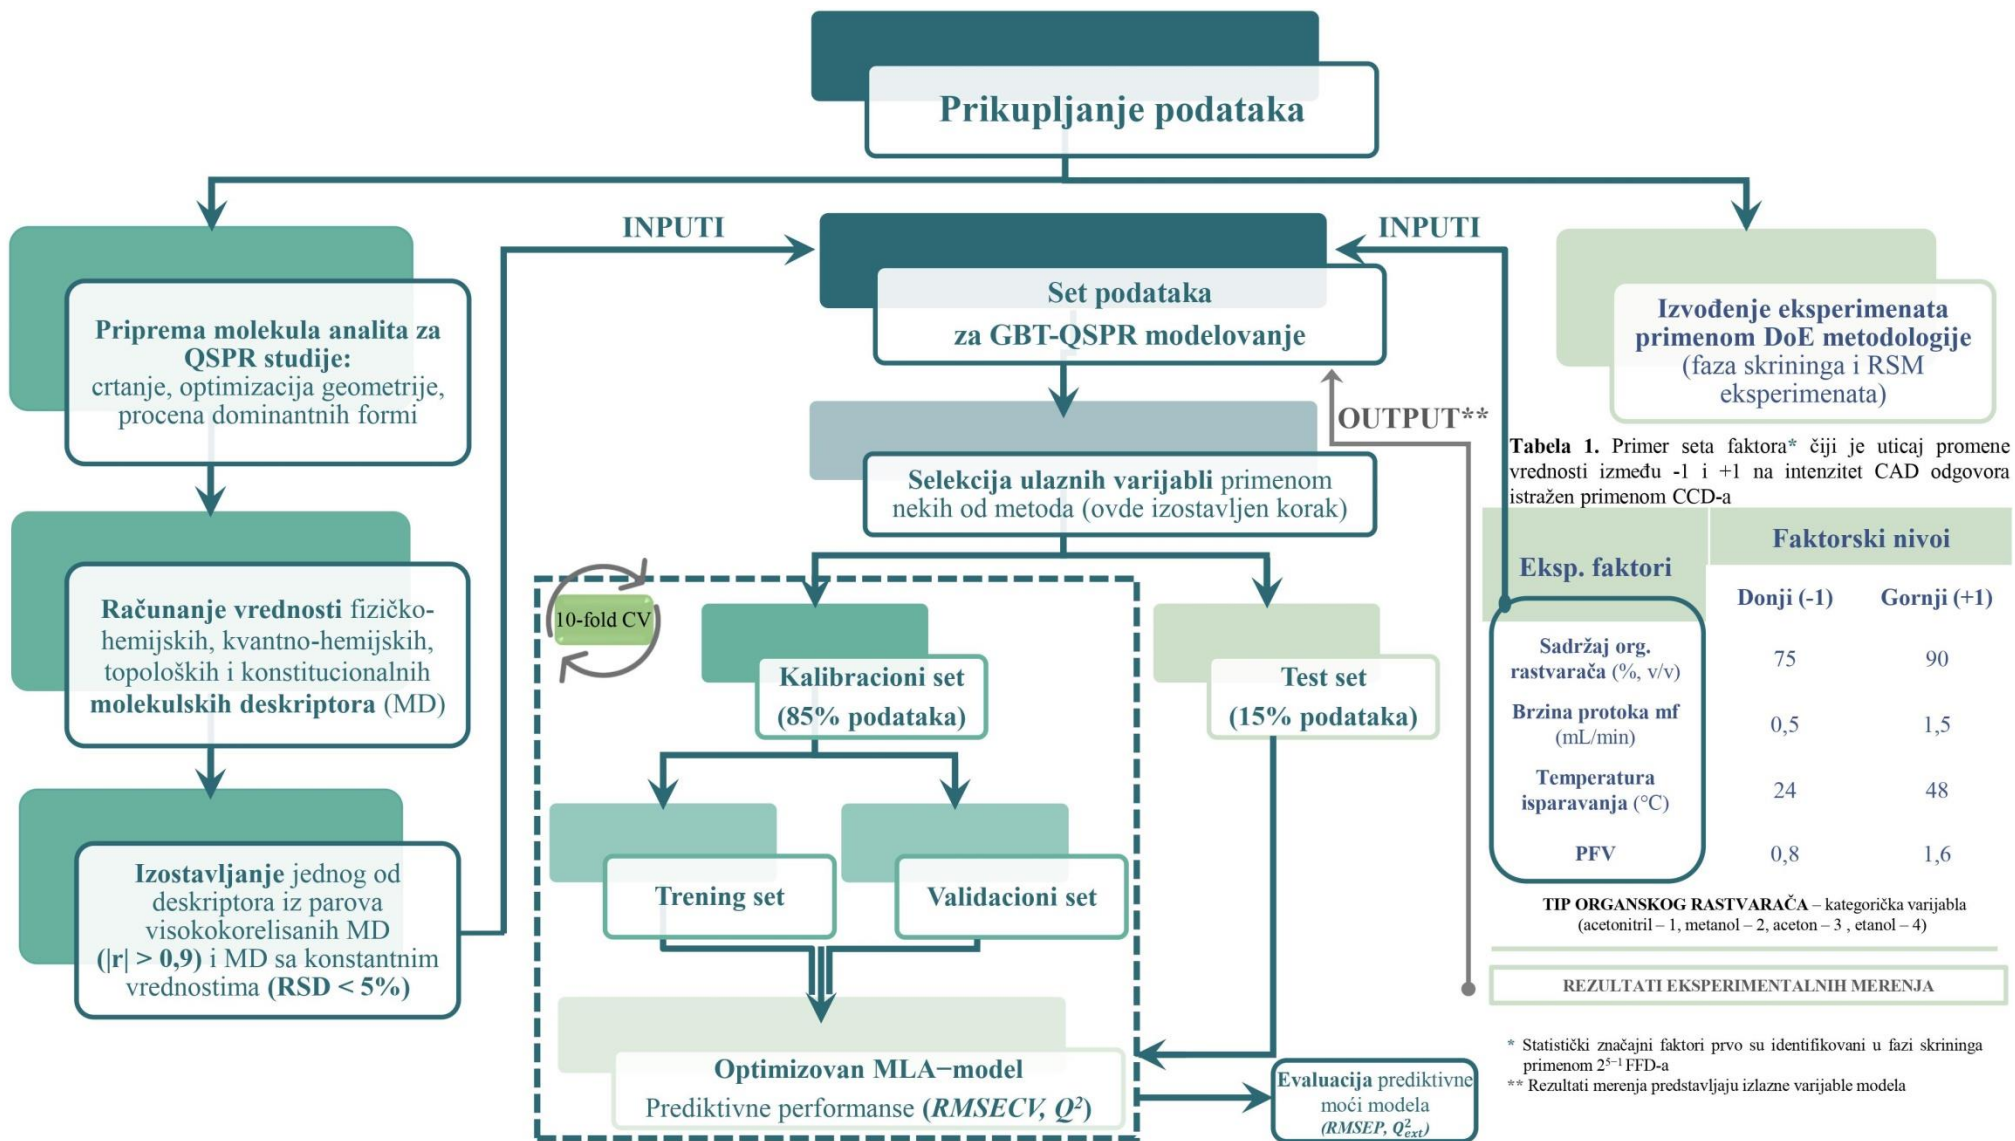 Prikupljanje podataka
INPUTI
INPUTI
Priprema molekula analita za
QSPR studije:
crtanje, optimizacija geometrije,
procena dominantnih formi
Računanje vrednosti fizičko-
hemijskih, kvantno-hemijskih,
topoloških i konstitucionalnih
molekulskih deskriptora (MD)
Izostavljanje jednog od
deskriptora iz parova
visokokorelisanih MD
(|r| > 0,9) i MD sa konstantnim
vrednostima (RSD < 5%)
Set podataka
za GBT-QSPR modelovanje
OUTPUT**
Selekcija ulaznih varijabli primenom
nekih od metoda (ovde izostavljen korak)
10-fold CV
Kalibracioni set
(85% podataka)
Test set
(15% podataka)
Trening set
Validacioni set
Optimizovan MLA−model
Prediktivne performanse (RMSECV, Q²)
Evaluacija prediktivne
moći modela
(RMSEP, Q²ext)
Izvođenje eksperimenata
primenom DoE metodologije
(faza skrininga i RSM
eksperimenata)
Tabela 1. Primer seta faktora* čiji je uticaj promene
vrednosti između -1 i +1 na intenzitet CAD odgovora
istražen primenom CCD-a
Eksp. faktori
Faktorski nivoi
Donji (-1) Gornji (+1)
Sadržaj org.
rastvarača (%, v/v)
75 90
Brzina protoka mf
(mL/min)
0,5 1,5
Temperatura
isparavanja (°C)
24 48
PFV 0,8 1,6
TIP ORGANSKOG RASTVARAČA – kategorička varijabla
(acetonitril – 1, metanol – 2, aceton – 3 , etanol – 4)
REZULTATI EKSPERIMENTALNIH MERENJA
* Statistički značajni faktori prvo su identifikovani u fazi skrininga
primenom 2⁵⁻¹ FFD-a
** Rezultati merenja predstavljaju izlazne varijable modela